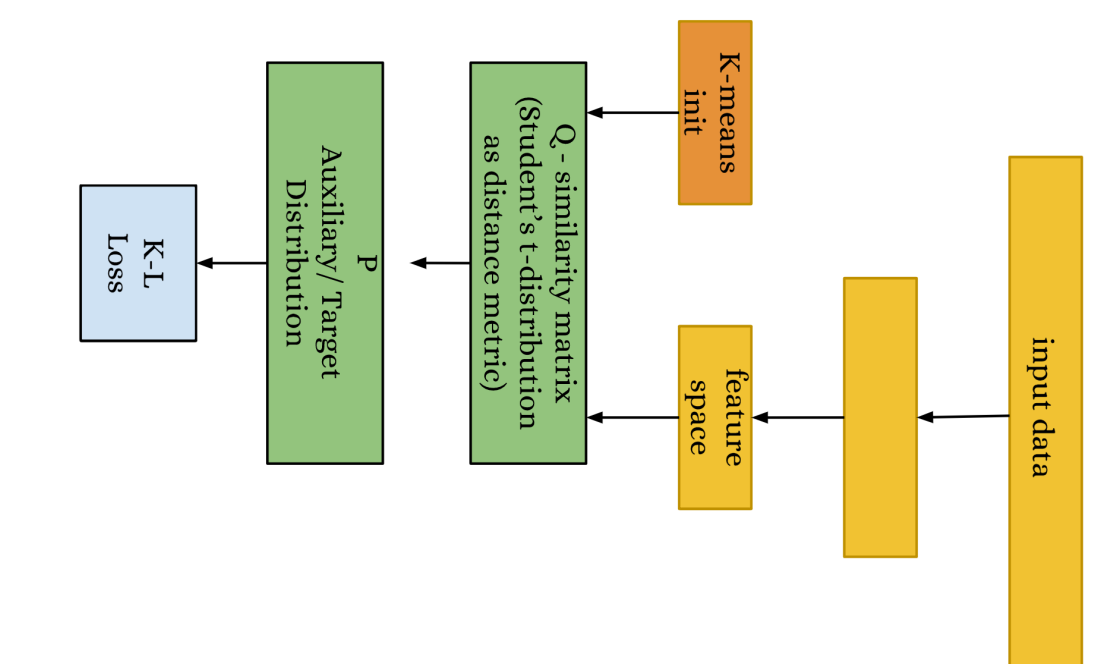 input data
feature
space
K-means
init
Q - similarity matrix
(Student's t-distribution
as distance metric)
P
Auxiliary/ Target
Distribution
K-L
Loss